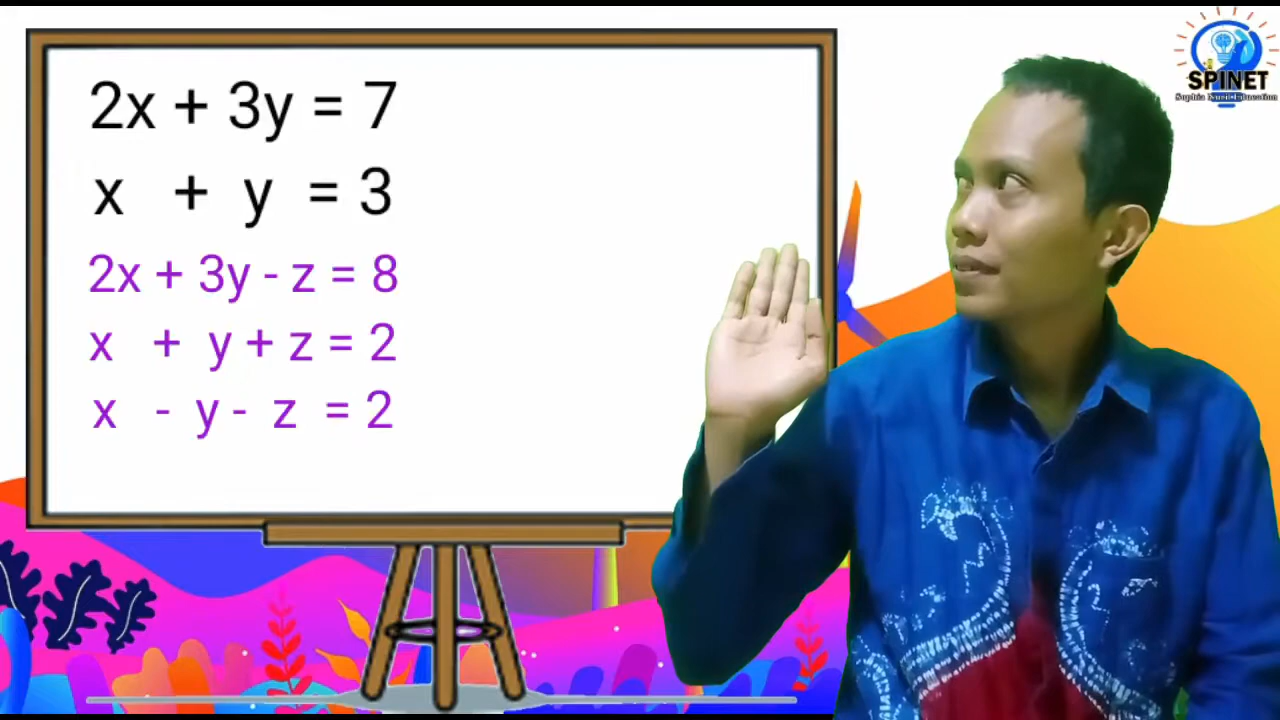 2x + 3y = 7
x + y = 3
2x + 3y - z = 8
x + y + z = 2
x - y - z = 2
SPINET